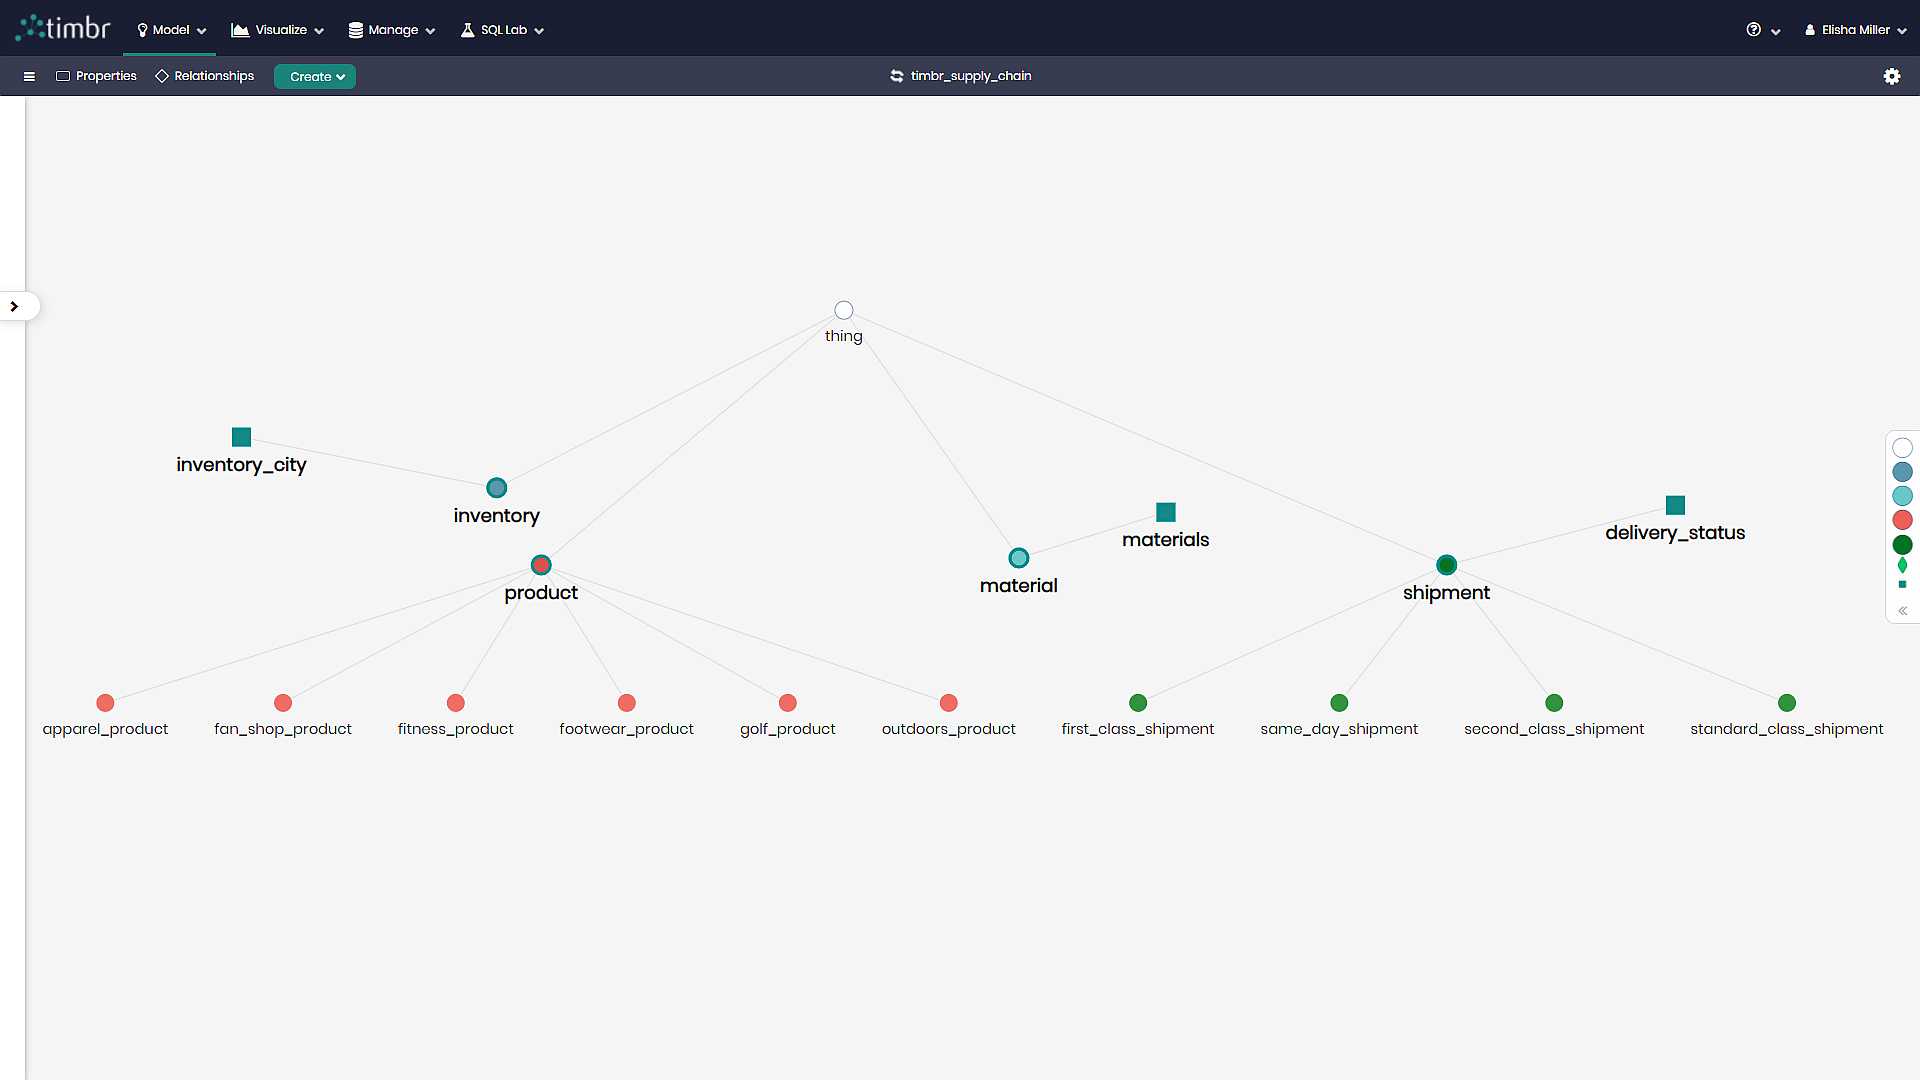 timbr
Model
Visualize
Manage
SQL Lab
Elisha Miller
Properties
Relationships
Create
timbr_supply_chain
thing
inventory_city
inventory
materials
delivery_status
product
material
shipment
apparel_product
fan_shop_product
fitness_product
footwear_product
golf_product
outdoors_product
first_class_shipment
same_day_shipment
second_class_shipment
standard_class_shipment